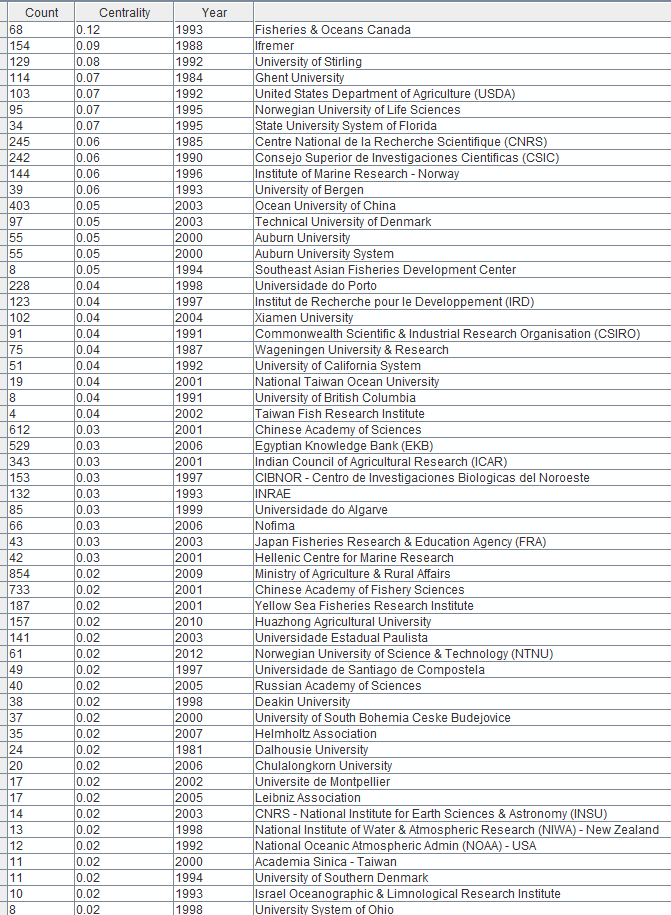 Count Centrality Year
68 0.12 1993 Fisheries & Oceans Canada
154 0.09 1988 Ifremer
129 0.08 1992 University of Stirling
114 0.07 1984 Ghent University
103 0.07 1992 United States Department of Agriculture (USDA)
95 0.07 1995 Norwegian University of Life Sciences
34 0.07 1995 State University System of Florida
245 0.06 1985 Centre National de la Recherche Scientifique (CNRS)
242 0.06 1990 Consejo Superior de Investigaciones Cientificas (CSIC)
144 0.06 1996 Institute of Marine Research - Norway
39 0.06 1993 University of Bergen
403 0.05 2003 Ocean University of China
97 0.05 2003 Technical University of Denmark
55 0.05 2000 Auburn University
55 0.05 2000 Auburn University System
8 0.05 1994 Southeast Asian Fisheries Development Center
228 0.04 1998 Universidade do Porto
123 0.04 1997 Institut de Recherche pour le Developpement (IRD)
102 0.04 2004 Xiamen University
91 0.04 1991 Commonwealth Scientific & Industrial Research Organisation (CSIRO)
75 0.04 1987 Wageningen University & Research
51 0.04 1992 University of California System
19 0.04 2001 National Taiwan Ocean University
8 0.04 1991 University of British Columbia
4 0.04 2002 Taiwan Fish Research Institute
612 0.03 2001 Chinese Academy of Sciences
529 0.03 2006 Egyptian Knowledge Bank (EKB)
343 0.03 2001 Indian Council of Agricultural Research (ICAR)
153 0.03 1997 CIBNOR - Centro de Investigaciones Biologicas del Noroeste
132 0.03 1993 INRAE
85 0.03 1999 Universidade do Algarve
66 0.03 2006 Nofima
43 0.03 2003 Japan Fisheries Research & Education Agency (FRA)
42 0.03 2001 Hellenic Centre for Marine Research
854 0.02 2009 Ministry of Agriculture & Rural Affairs
733 0.02 2001 Chinese Academy of Fishery Sciences
187 0.02 2001 Yellow Sea Fisheries Research Institute
157 0.02 2010 Huazhong Agricultural University
141 0.02 2003 Universidade Estadual Paulista
61 0.02 2012 Norwegian University of Science & Technology (NTNU)
49 0.02 1997 Universidade de Santiago de Compostela
40 0.02 2005 Russian Academy of Sciences
38 0.02 1998 Deakin University
37 0.02 2000 University of South Bohemia Ceske Budejovice
35 0.02 2007 Helmholtz Association
24 0.02 1981 Dalhousie University
20 0.02 2006 Chulalongkorn University
17 0.02 2002 Universite de Montpellier
17 0.02 2005 Leibniz Association
14 0.02 2003 CNRS - National Institute for Earth Sciences & Astronomy (INSU)
13 0.02 1998 National Institute of Water & Atmospheric Research (NIWA) - New Zealand
12 0.02 1992 National Oceanic Atmospheric Admin (NOAA) - USA
11 0.02 2000 Academia Sinica - Taiwan
11 0.02 1994 University of Southern Denmark
10 0.02 1993 Israel Oceanographic & Limnological Research Institute
8 0.02 1998 University System of Ohio